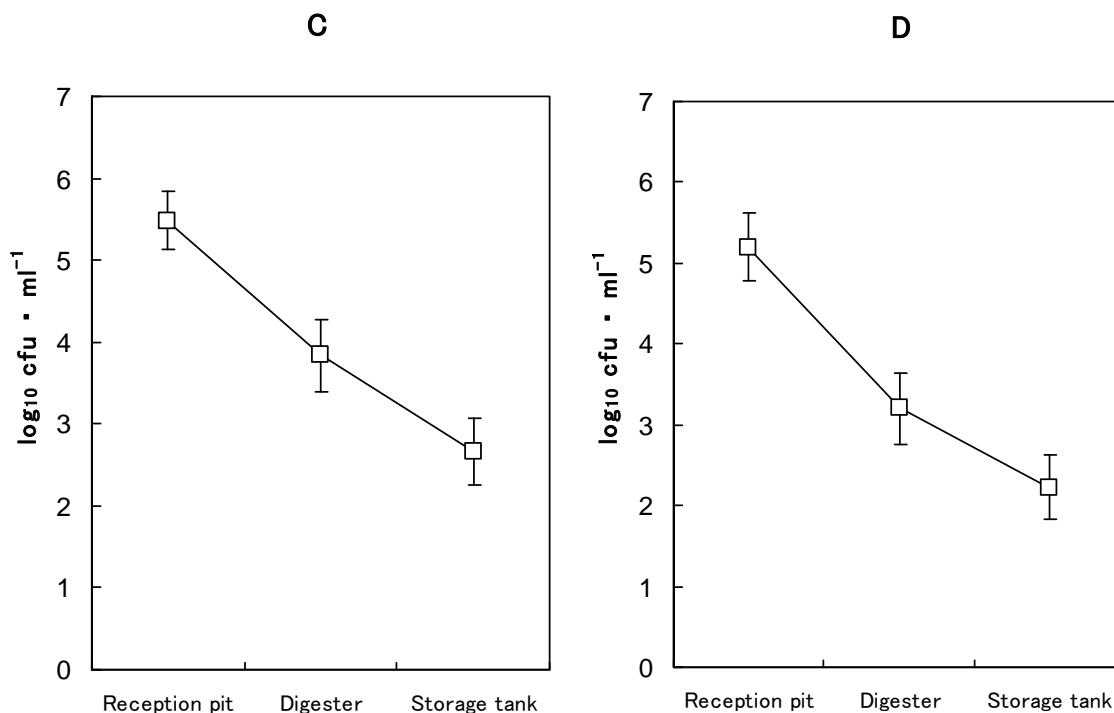 C
7
6
5
4
3
2
1
0
log10 cfu · ml-1
Reception pit
Digester
Storage tank
D
7
6
5
4
3
2
1
0
log10 cfu · ml-1
Reception pit
Digester
Storage tank